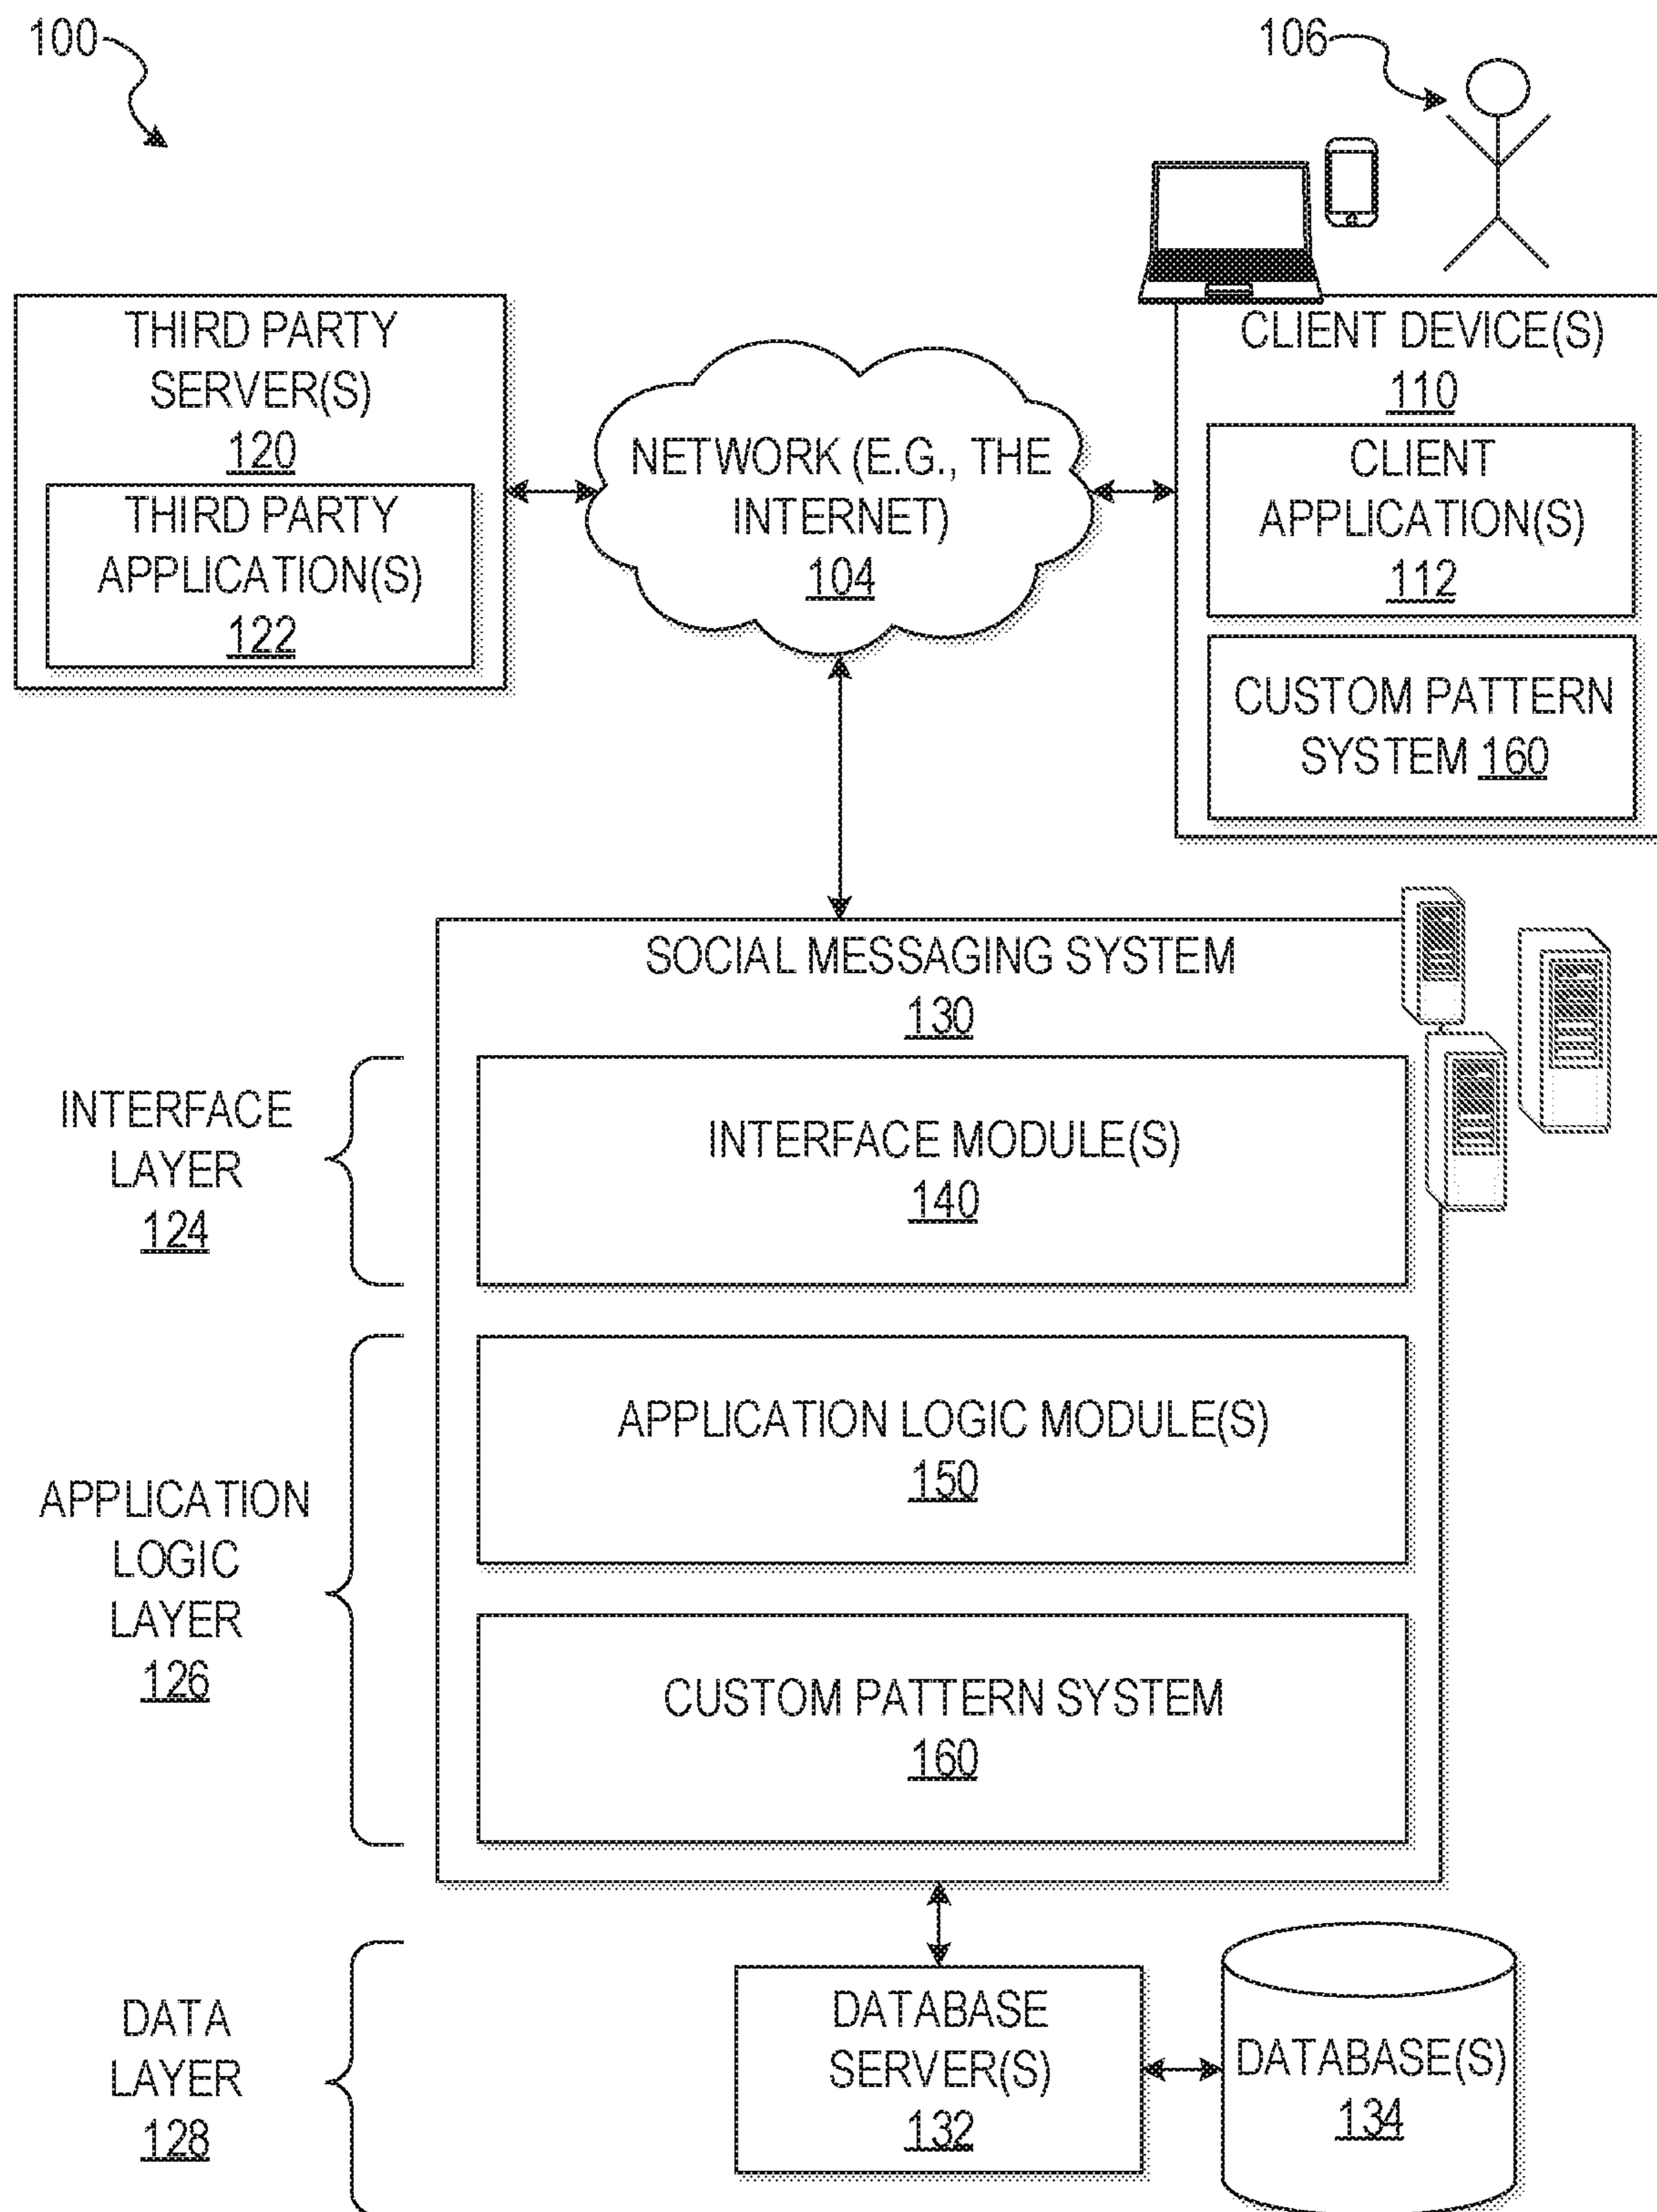 100
106
THIRD PARTY
SERVER(S)
120
THIRD PARTY
APPLICATION(S)
122
NETWORK (E.G., THE
INTERNET)
104
CLIENT DEVICE(S)
110
CLIENT
APPLICATION(S)
112
CUSTOM PATTERN
SYSTEM 160
SOCIAL MESSAGING SYSTEM
130
INTERFACE
LAYER
124
INTERFACE MODULE(S)
140
APPLICATION
LOGIC
LAYER
126
APPLICATION LOGIC MODULE(S)
150
CUSTOM PATTERN SYSTEM
160
DATA
LAYER
128
DATABASE
SERVER(S)
132
DATABASE(S)
134